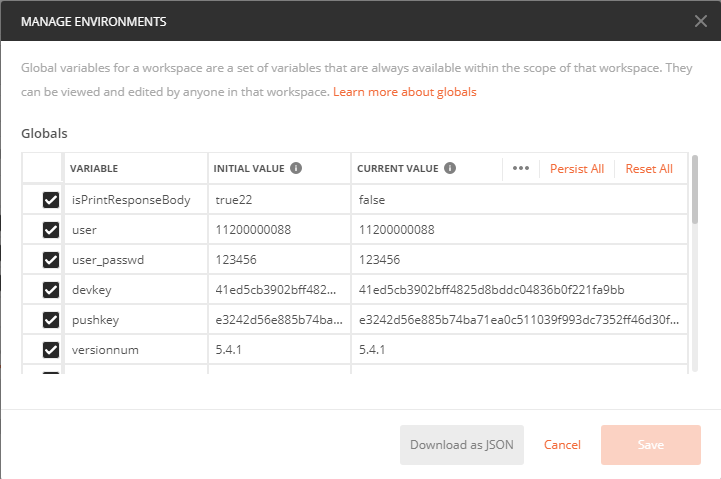 MANAGE ENVIRONMENTS
Global variables for a workspace are a set of variables that are always available within the scope of that workspace. They
can be viewed and edited by anyone in that workspace. Learn more about globals
Globals
VARIABLE INITIAL VALUE CURRENT VALUE ••• Persist All Reset All
isPrintResponseBody true22 false
user 11200000088 11200000088
user_passwd 123456 123456
devkey 41ed5cb3902bff482... 41ed5cb3902bff4825d8bddc04836b0f221fa9bb
pushkey e3242d56e885b74ba... e3242d56e885b74ba71ea0c511039f993dc7352ff46d30f...
versionnum 5.4.1 5.4.1
Download as JSON Cancel Save